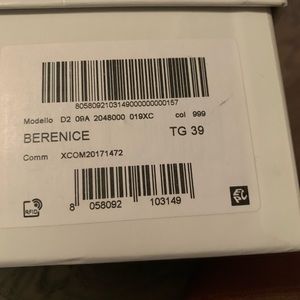 8058092103149000000000157
Modello D2 09A 2048000 019XC col 999
BERENICE TG 39
Comm XCOM20171472
RFID
8 058092 103149